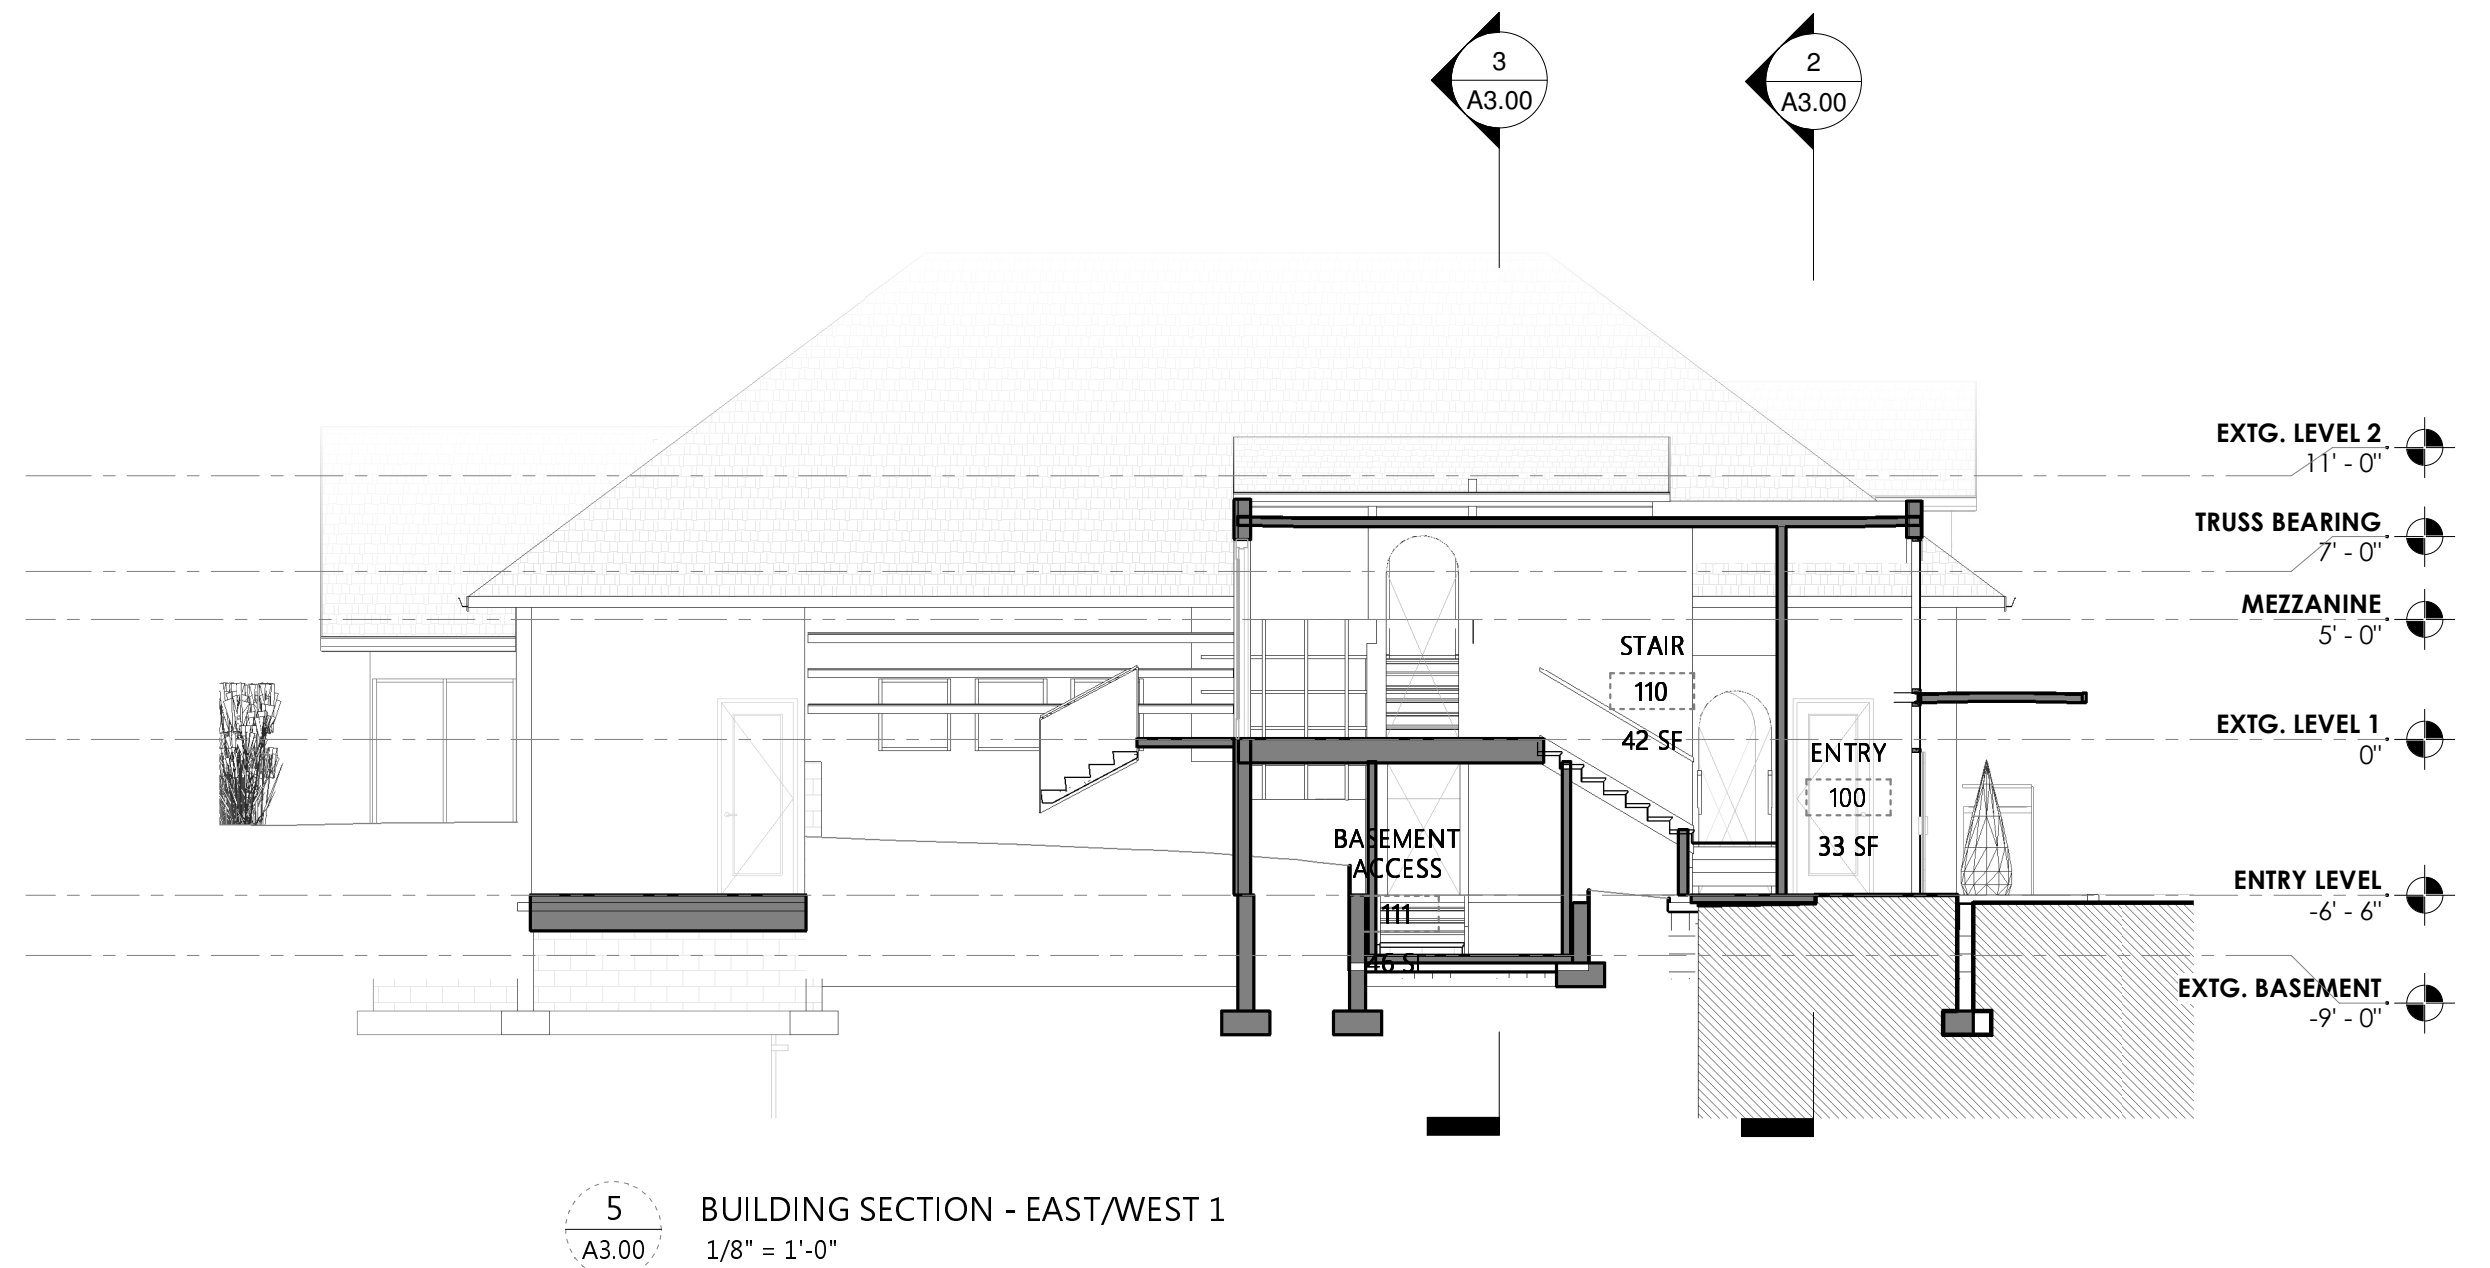 3
A3.00
2
A3.00
EXTG. LEVEL 2
11' - 0"
TRUSS BEARING
7' - 0"
MEZZANINE
5' - 0"
STAIR
110
42 SF
EXTG. LEVEL 1
0"
ENTRY
100
33 SF
BASEMENT
ACCESS
111
46 SF
ENTRY LEVEL
-6' - 6"
EXTG. BASEMENT
-9' - 0"
5
A3.00
BUILDING SECTION - EAST/WEST 1
1/8" = 1'-0"